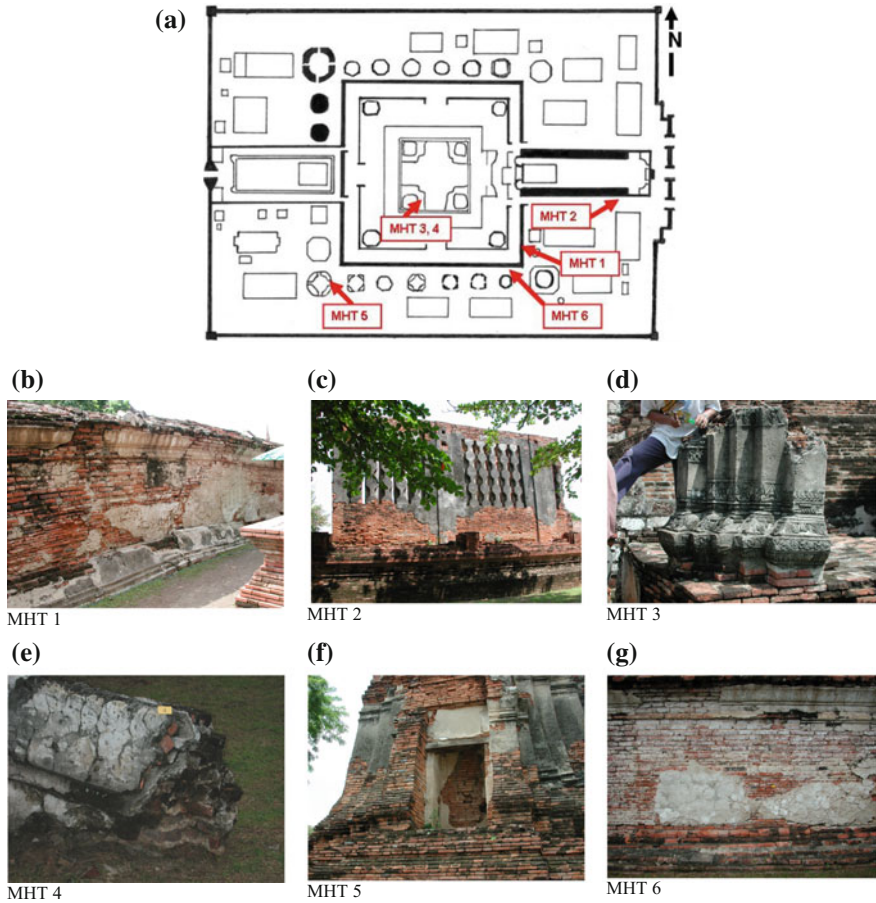 (a)
N
MHT 2
MHT 3, 4
MHT 1
MHT 5
MHT 6
(b)
(c)
(d)
MHT 1
MHT 2
MHT 3
(e)
(f)
(g)
MHT 4
MHT 5
MHT 6